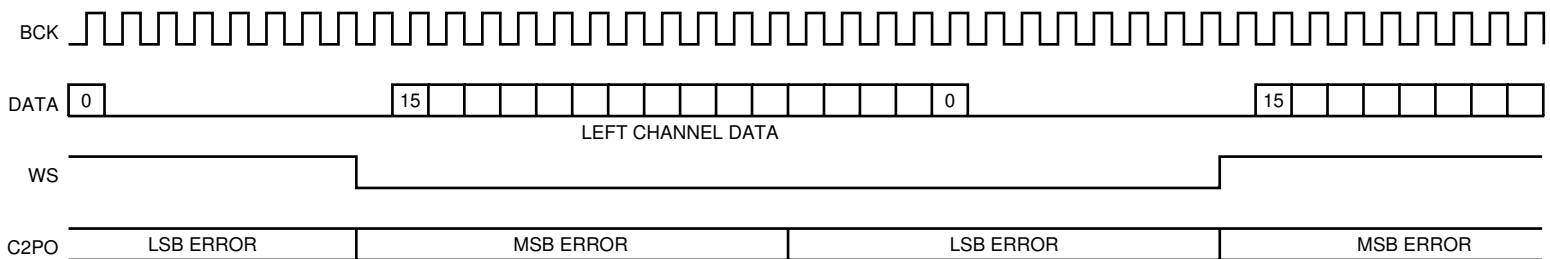 BCK
DATA 0 15 0 15
LEFT CHANNEL DATA
WS
C2PO LSB ERROR MSB ERROR LSB ERROR MSB ERROR